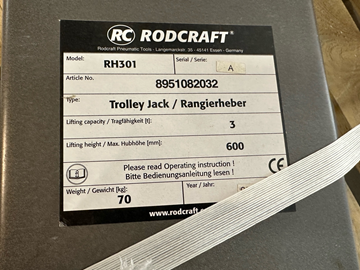 RC RODCRAFT®
Rodcraft Pneumatic Tools - Langemarckstr. 35 - 45141 Essen - Germany
Model: RH301 Serial / Serie: A
Article No. 8951082032
Type: Trolley Jack / Rangierheber
Lifting capacity / Tragfähigkeit [t]: 3
Lifting height / Max. Hubhöhe [mm]: 600
Please read Operating instruction !
Bitte Bedienungsanleitung lesen ! CE
Weight / Gewicht [kg]: 70 Year / Jahr:
www.rodcraft